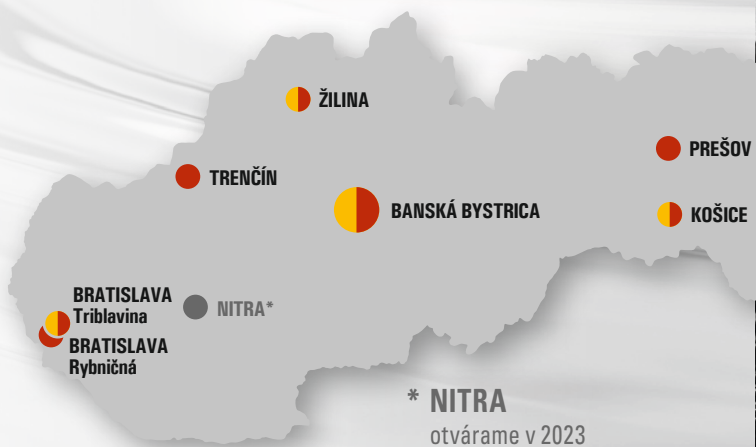 ŽILINA
PREŠOV
TRENČÍN
BANSKÁ BYSTRICA
KOŠICE
BRATISLAVA
Triblavina
NITRA*
BRATISLAVA
Rybničná
* NITRA
otvárame v 2023